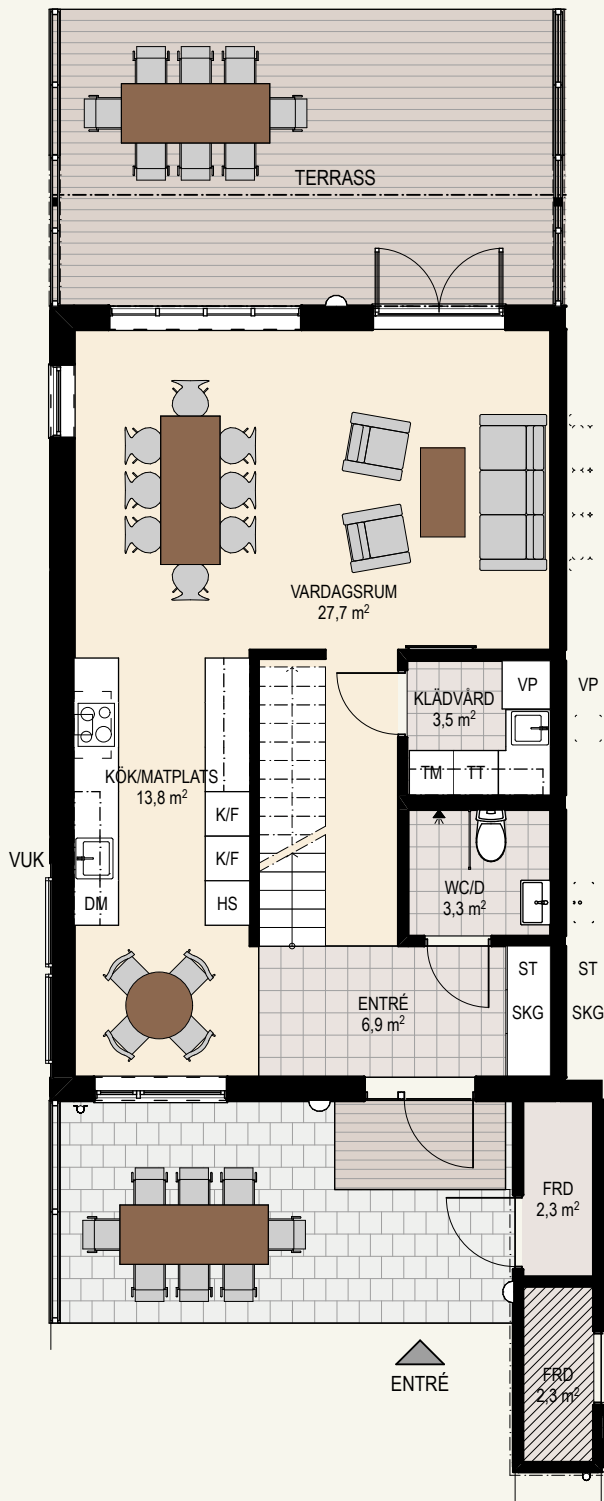 TERRASS
VARDAGSRUM
27,7 m²
KLÄDVÅRD
3,5 m²
VP
VP
TM
TT
KÖK/MATPLATS
13,8 m²
K/F
K/F
VUK
DM
HS
WC/D
3,3 m²
ST
SKG
ST
SKG
ENTRÉ
6,9 m²
FRD
2,3 m²
FRD
2,3 m²
ENTRÉ